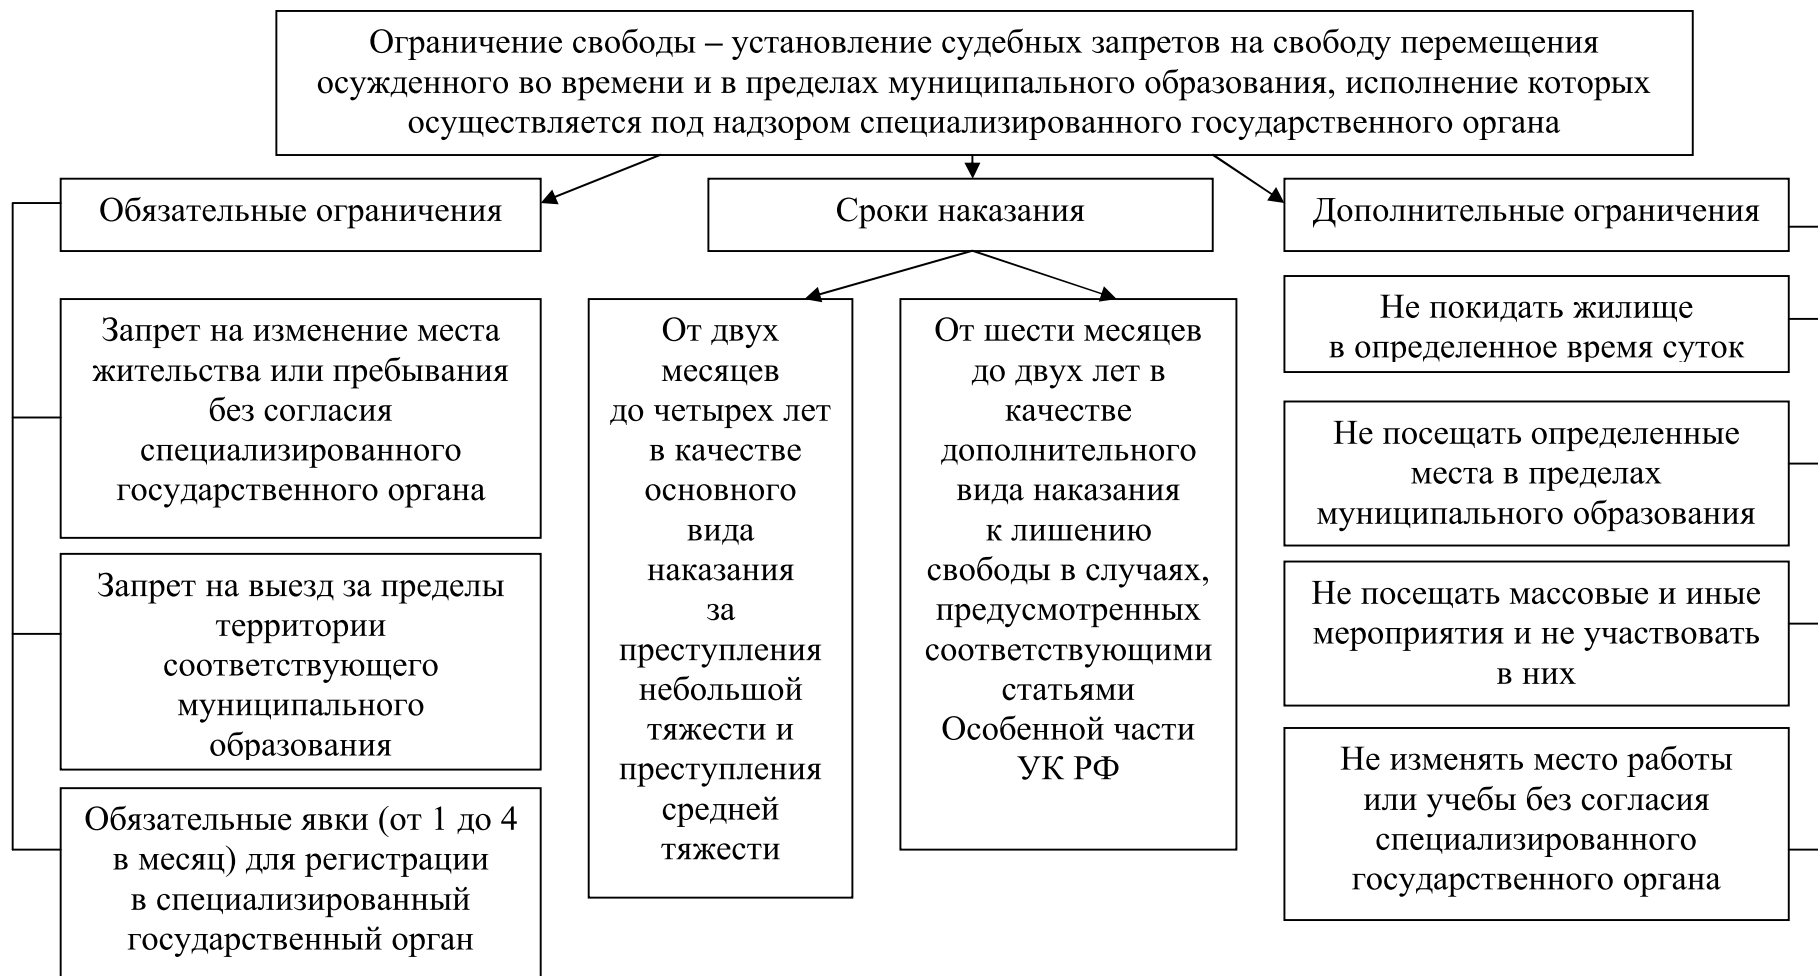 Ограничение свободы – установление судебных запретов на свободу перемещения
осужденного во времени и в пределах муниципального образования, исполнение которых
осуществляется под надзором специализированного государственного органа
Обязательные ограничения
Запрет на изменение места
жительства или пребывания
без согласия
специализированного
государственного органа
Запрет на выезд за пределы
территории
соответствующего
муниципального
образования
Обязательные явки (от 1 до 4
в месяц) для регистрации
в специализированный
государственный орган
Сроки наказания
От двух
месяцев
до четырех лет
в качестве
основного
вида
наказания
за
преступления
небольшой
тяжести и
преступления
средней
тяжести
От шести месяцев
до двух лет в
качестве
дополнительного
вида наказания
к лишению
свободы в случаях,
предусмотренных
соответствующими
статьями
Особенной части
УК РФ
Дополнительные ограничения
Не покидать жилище
в определенное время суток
Не посещать определенные
места в пределах
муниципального образования
Не посещать массовые и иные
мероприятия и не участвовать
в них
Не изменять место работы
или учебы без согласия
специализированного
государственного органа